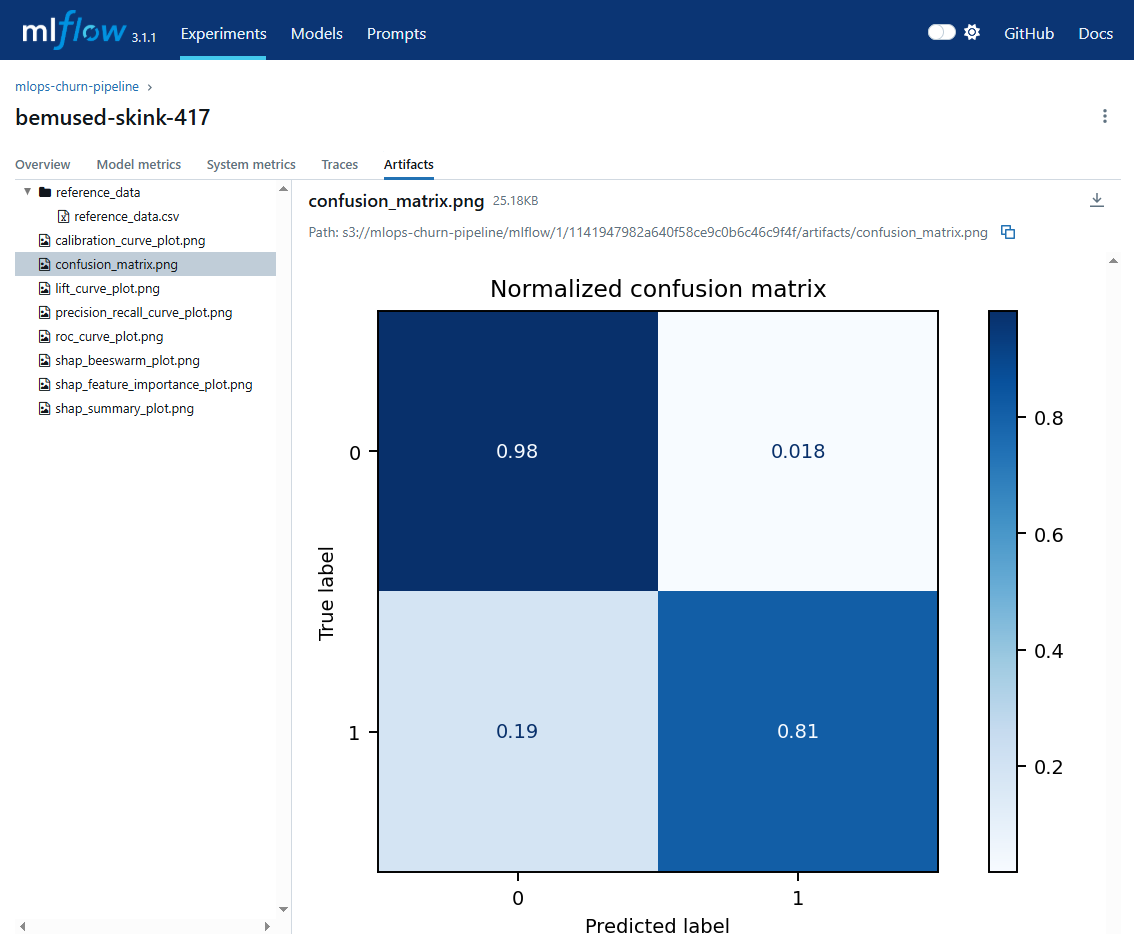 mlflow 3.1.1 Experiments Models Prompts GitHub Docs
mlops-churn-pipeline
bemused-skink-417
Overview Model metrics System metrics Traces Artifacts
reference_data
reference_data.csv
calibration_curve_plot.png
confusion_matrix.png
lift_curve_plot.png
precision_recall_curve_plot.png
roc_curve_plot.png
shap_beeswarm_plot.png
shap_feature_importance_plot.png
shap_summary_plot.png
confusion_matrix.png 25.18KB
Path: s3://mlops-churn-pipeline/mlflow/1/1141947982a640f58ce9c0b6c46c9f4f/artifacts/confusion_matrix.png
Normalized confusion matrix
0.98 0.018
0.19 0.81
True label
0
1
0 1
Predicted label
0.8
0.6
0.4
0.2